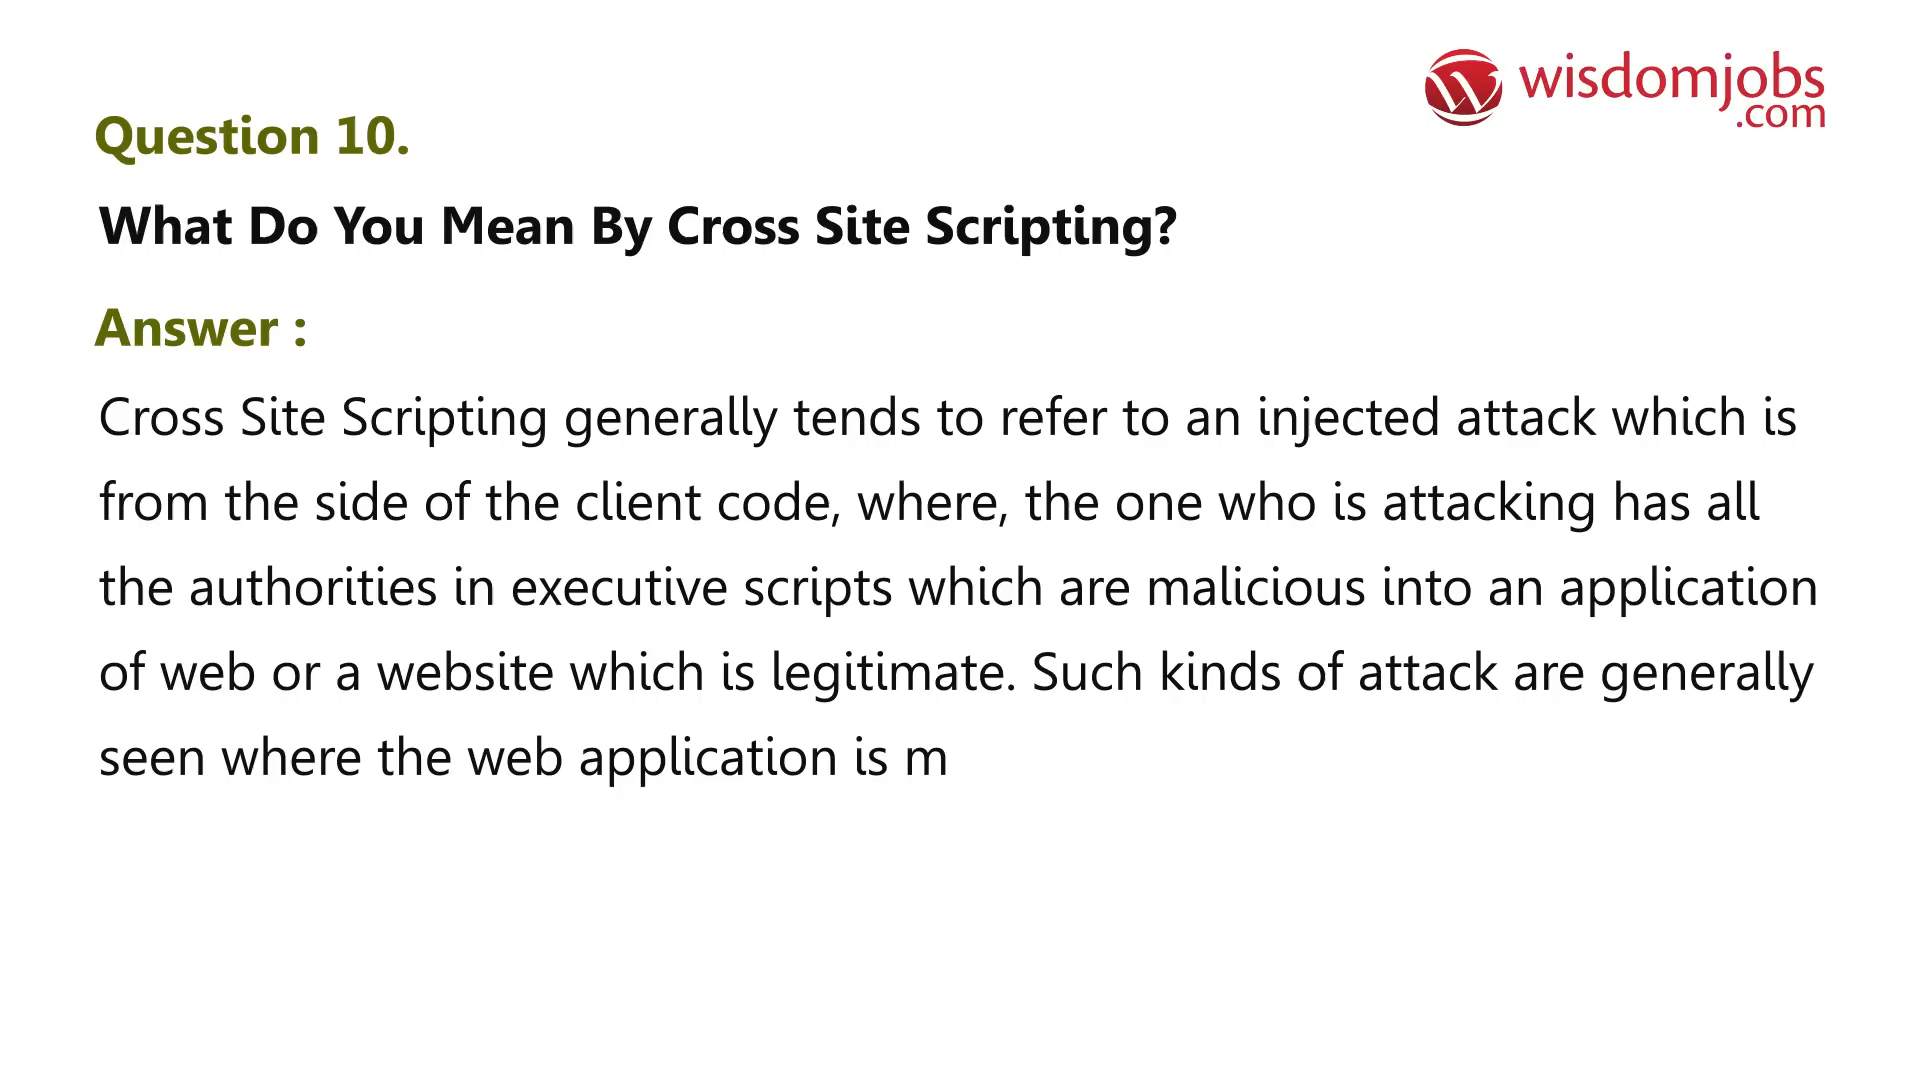 wisdomjobs
.com
Question 10.
What Do You Mean By Cross Site Scripting?
Answer :
Cross Site Scripting generally tends to refer to an injected attack which is
from the side of the client code, where, the one who is attacking has all
the authorities in executive scripts which are malicious into an application
of web or a website which is legitimate. Such kinds of attack are generally
seen where the web application is m